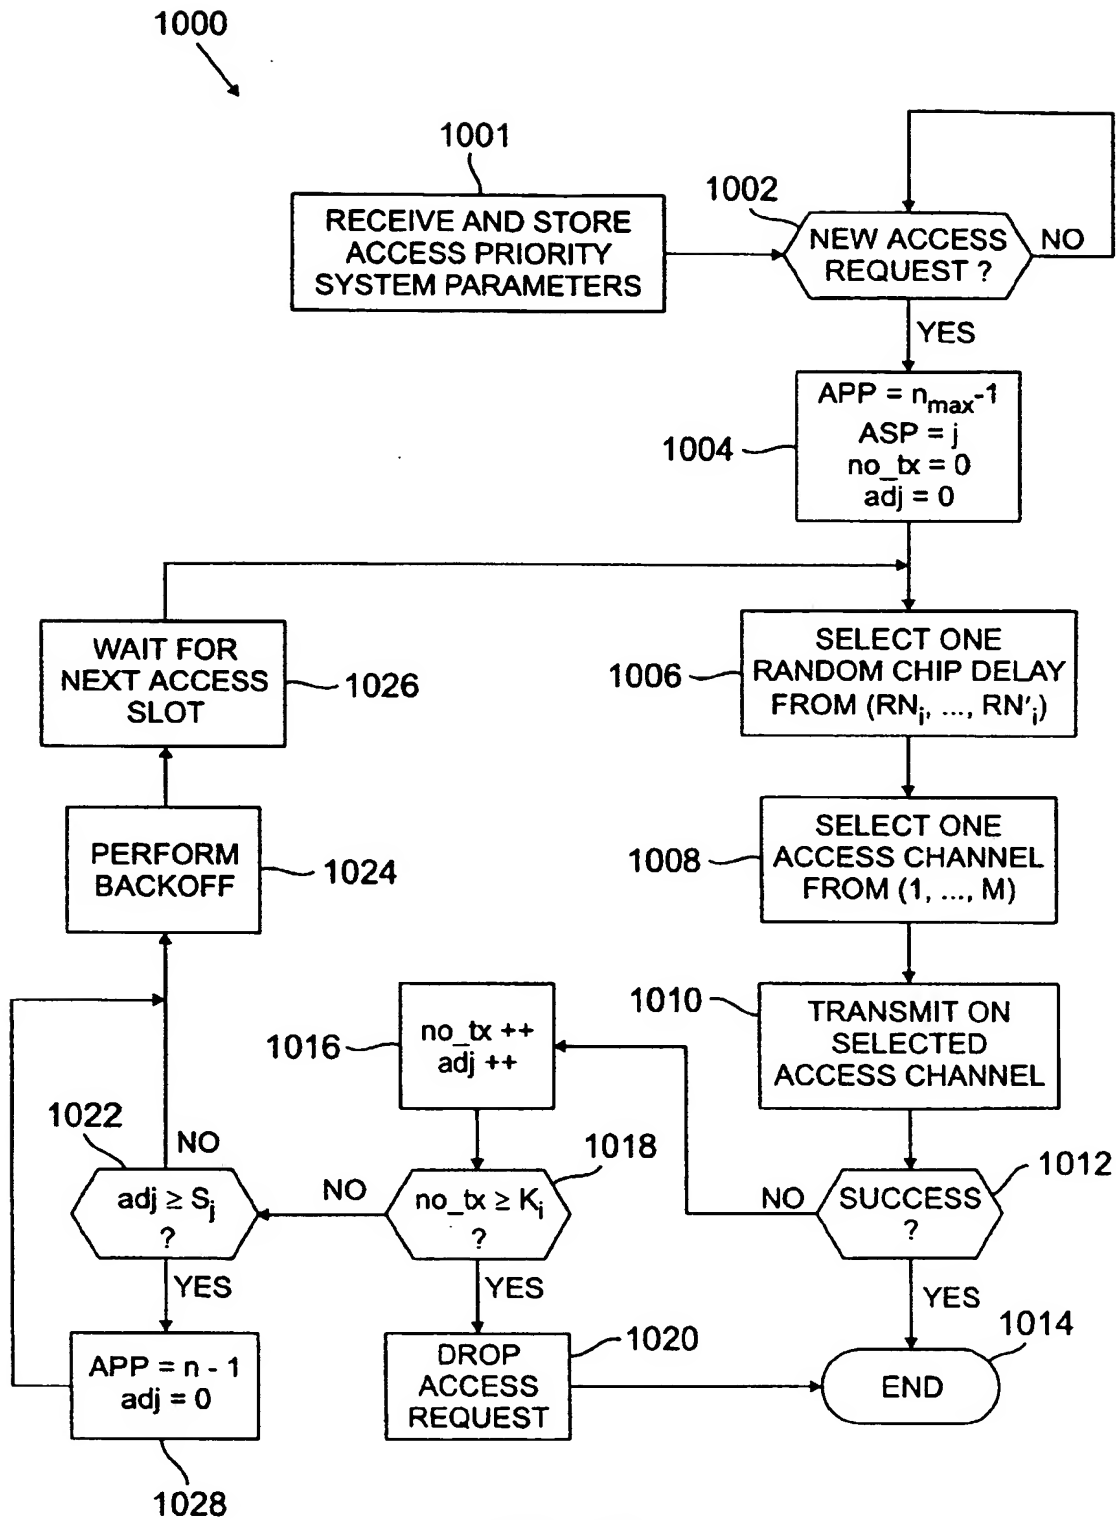 1000
1001
RECEIVE AND STORE
ACCESS PRIORITY
SYSTEM PARAMETERS
1002
NEW ACCESS
REQUEST ?
NO
YES
1004
APP = n_max-1
ASP = j
no_tx = 0
adj = 0
WAIT FOR
NEXT ACCESS
SLOT
1026
1006
SELECT ONE
RANDOM CHIP DELAY
FROM (RN_i, ..., RN'_i)
PERFORM
BACKOFF
1024
1008
SELECT ONE
ACCESS CHANNEL
FROM (1, ..., M)
1016
no_tx ++
adj ++
1010
TRANSMIT ON
SELECTED
ACCESS CHANNEL
1022
NO
adj ≥ S_j
?
YES
NO
1018
no_tx ≥ K_i
?
YES
NO
1012
SUCCESS
?
YES
APP = n - 1
adj = 0
1028
DROP
ACCESS
REQUEST
1020
1014
END